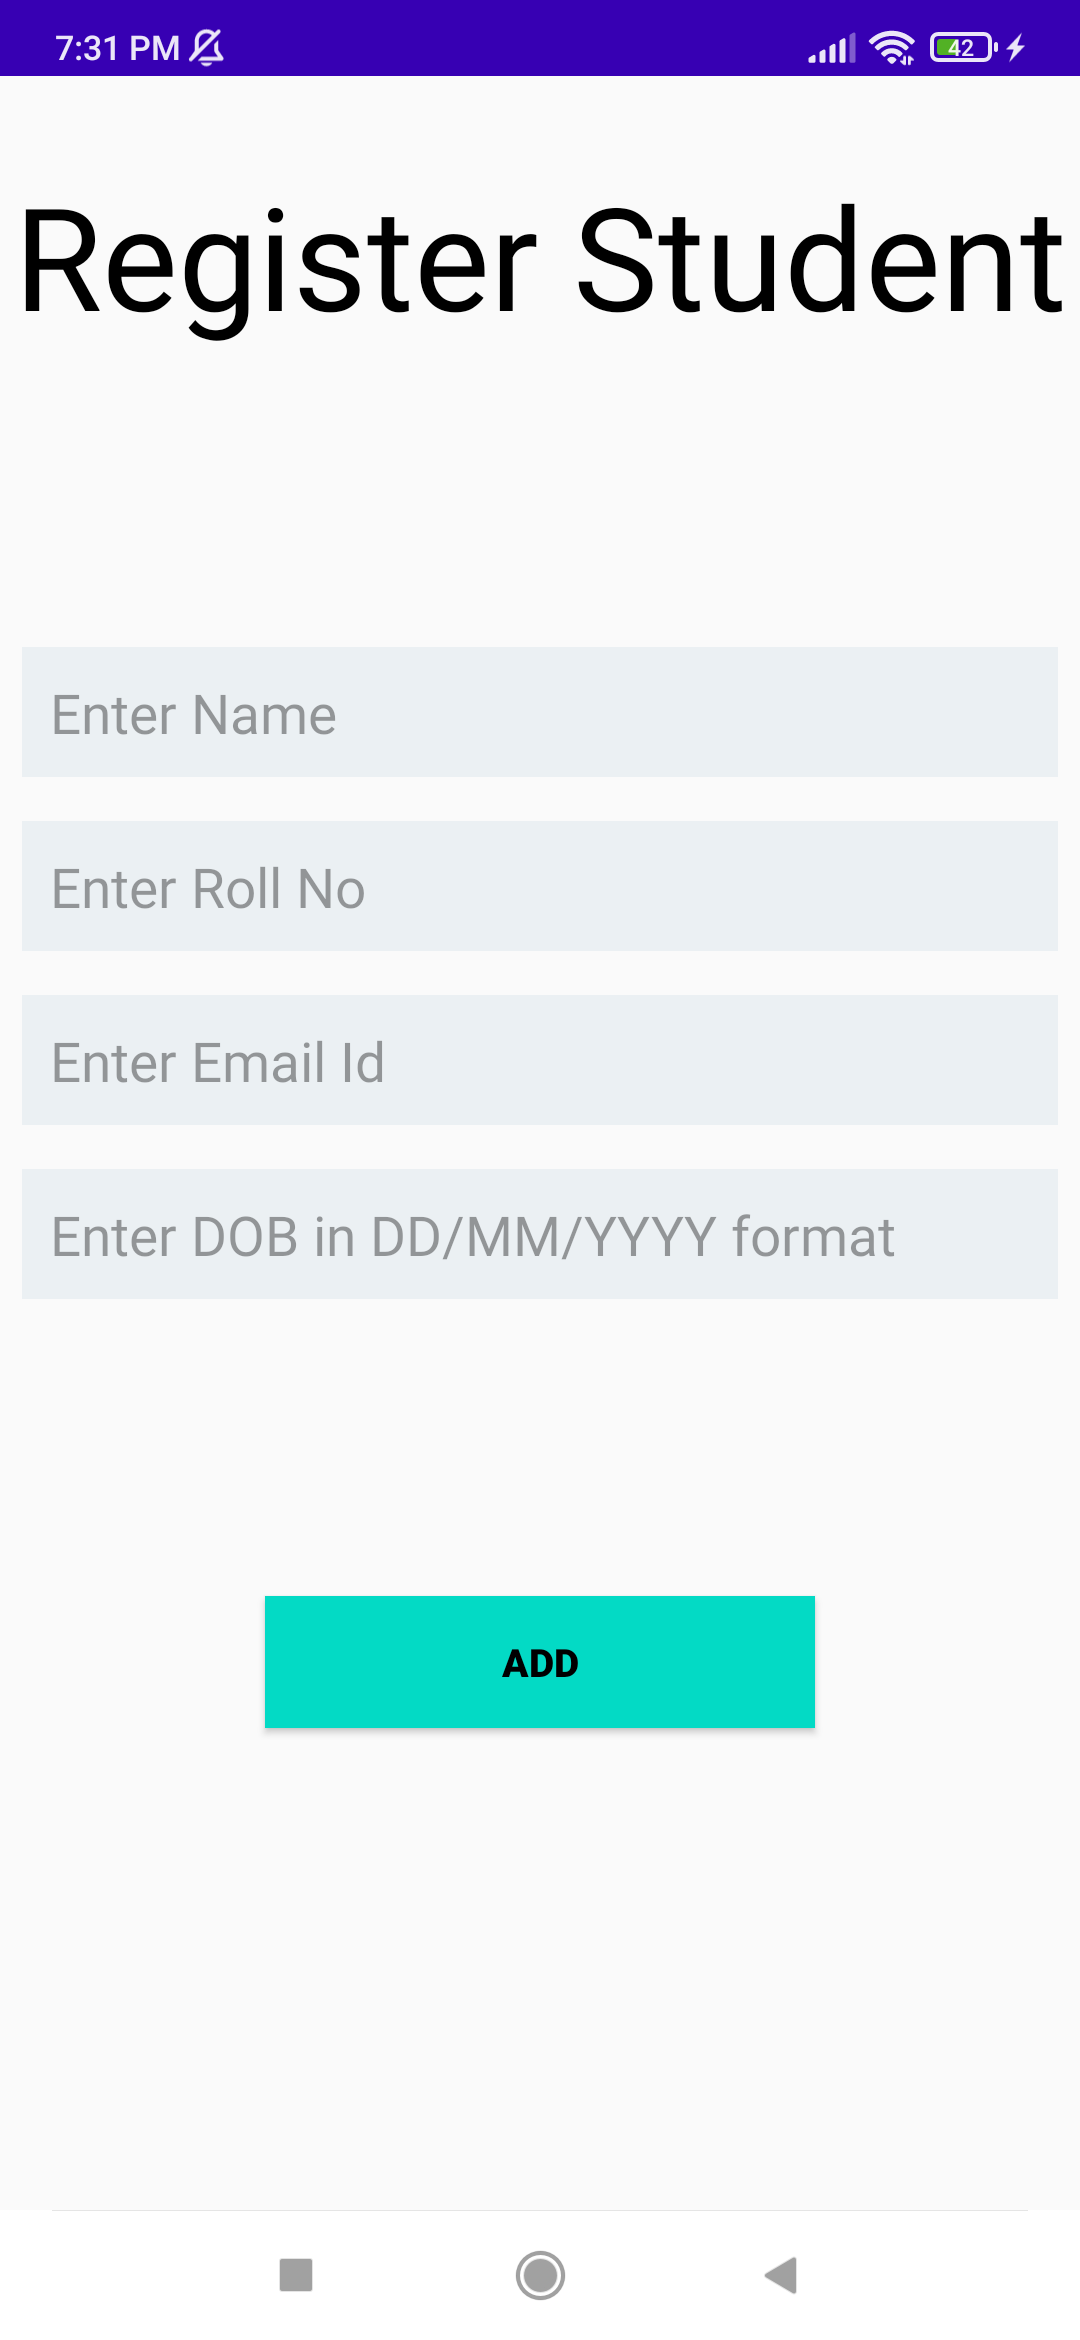 7:31 PM
42
Register Student
Enter Name
Enter Roll No
Enter Email Id
Enter DOB in DD/MM/YYYY format
ADD